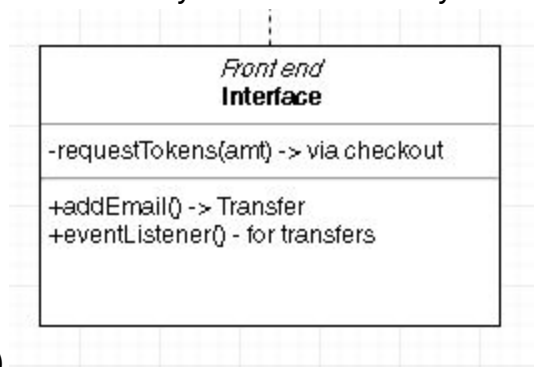 Front end
Interface
-requestTokens(amt) -> via checkout
+addEmail() -> Transfer
+eventListener() - for transfers
)